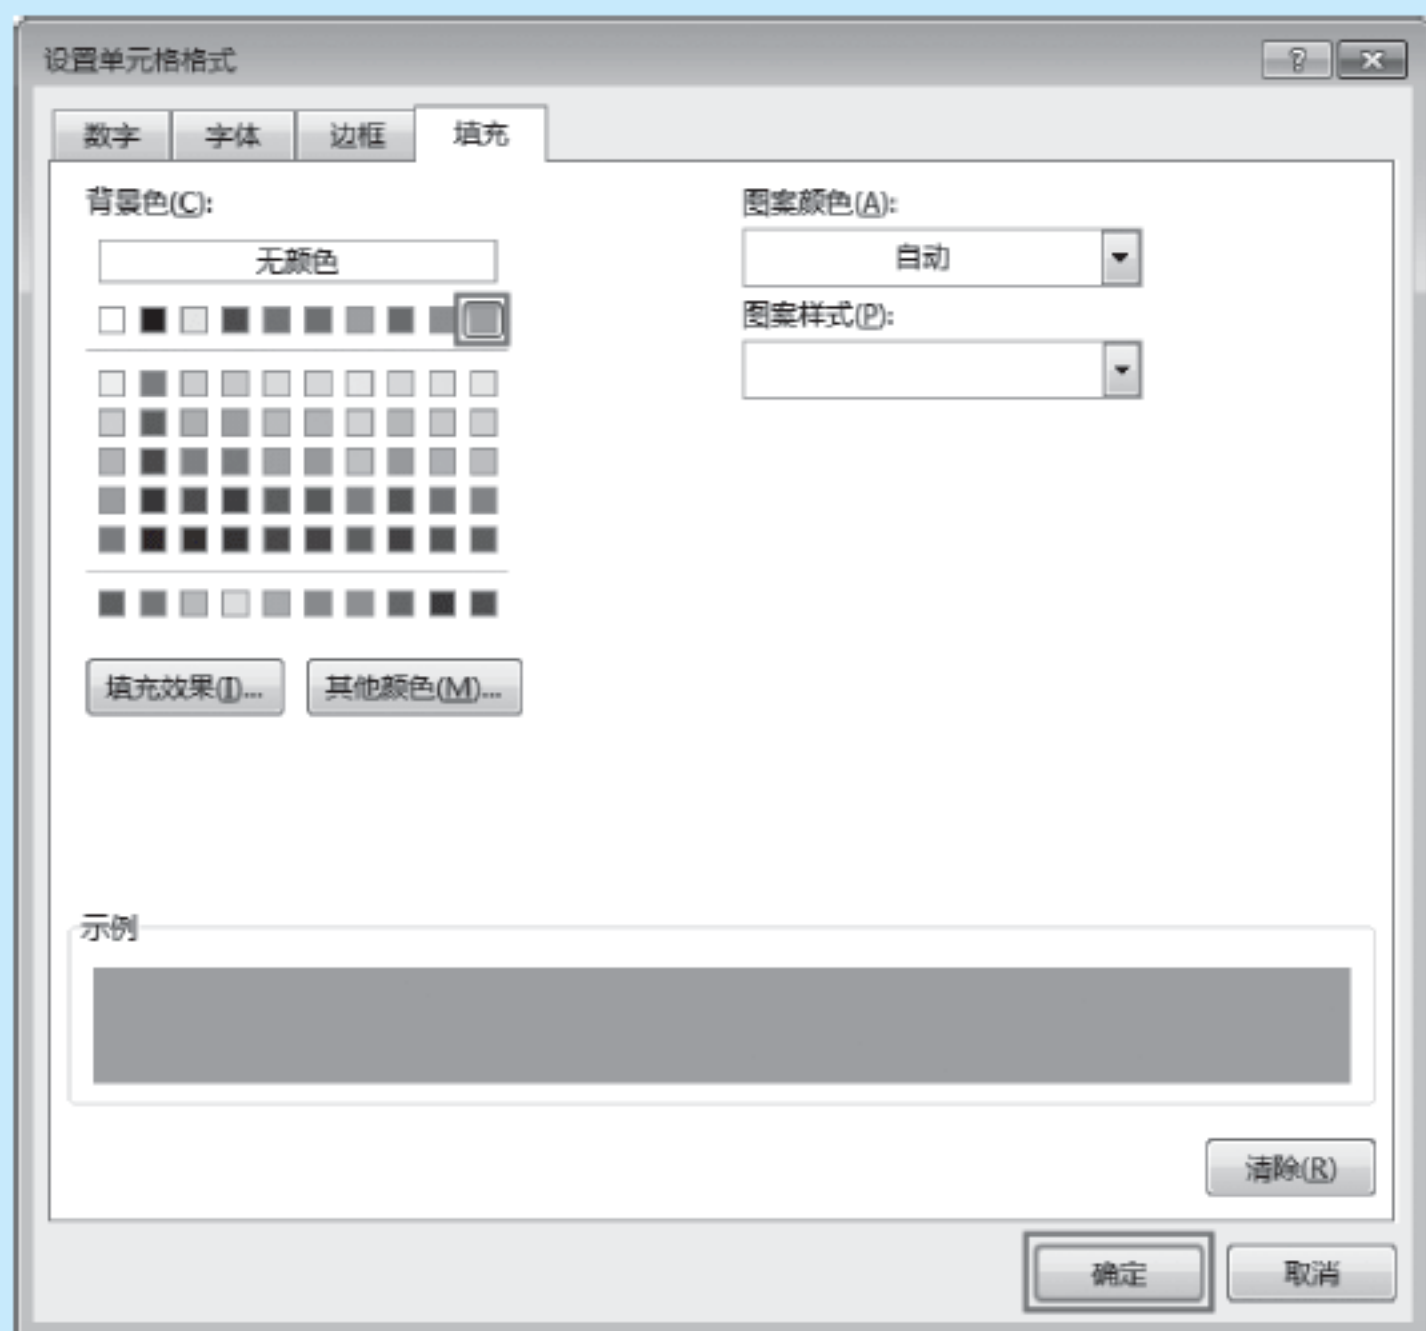 设置单元格格式
数字 字体 边框 填充
背景色(C):
无颜色
图案颜色(A):
自动
图案样式(P):
填充效果(I)... 其他颜色(M)...
示例
清除(R)
确定 取消